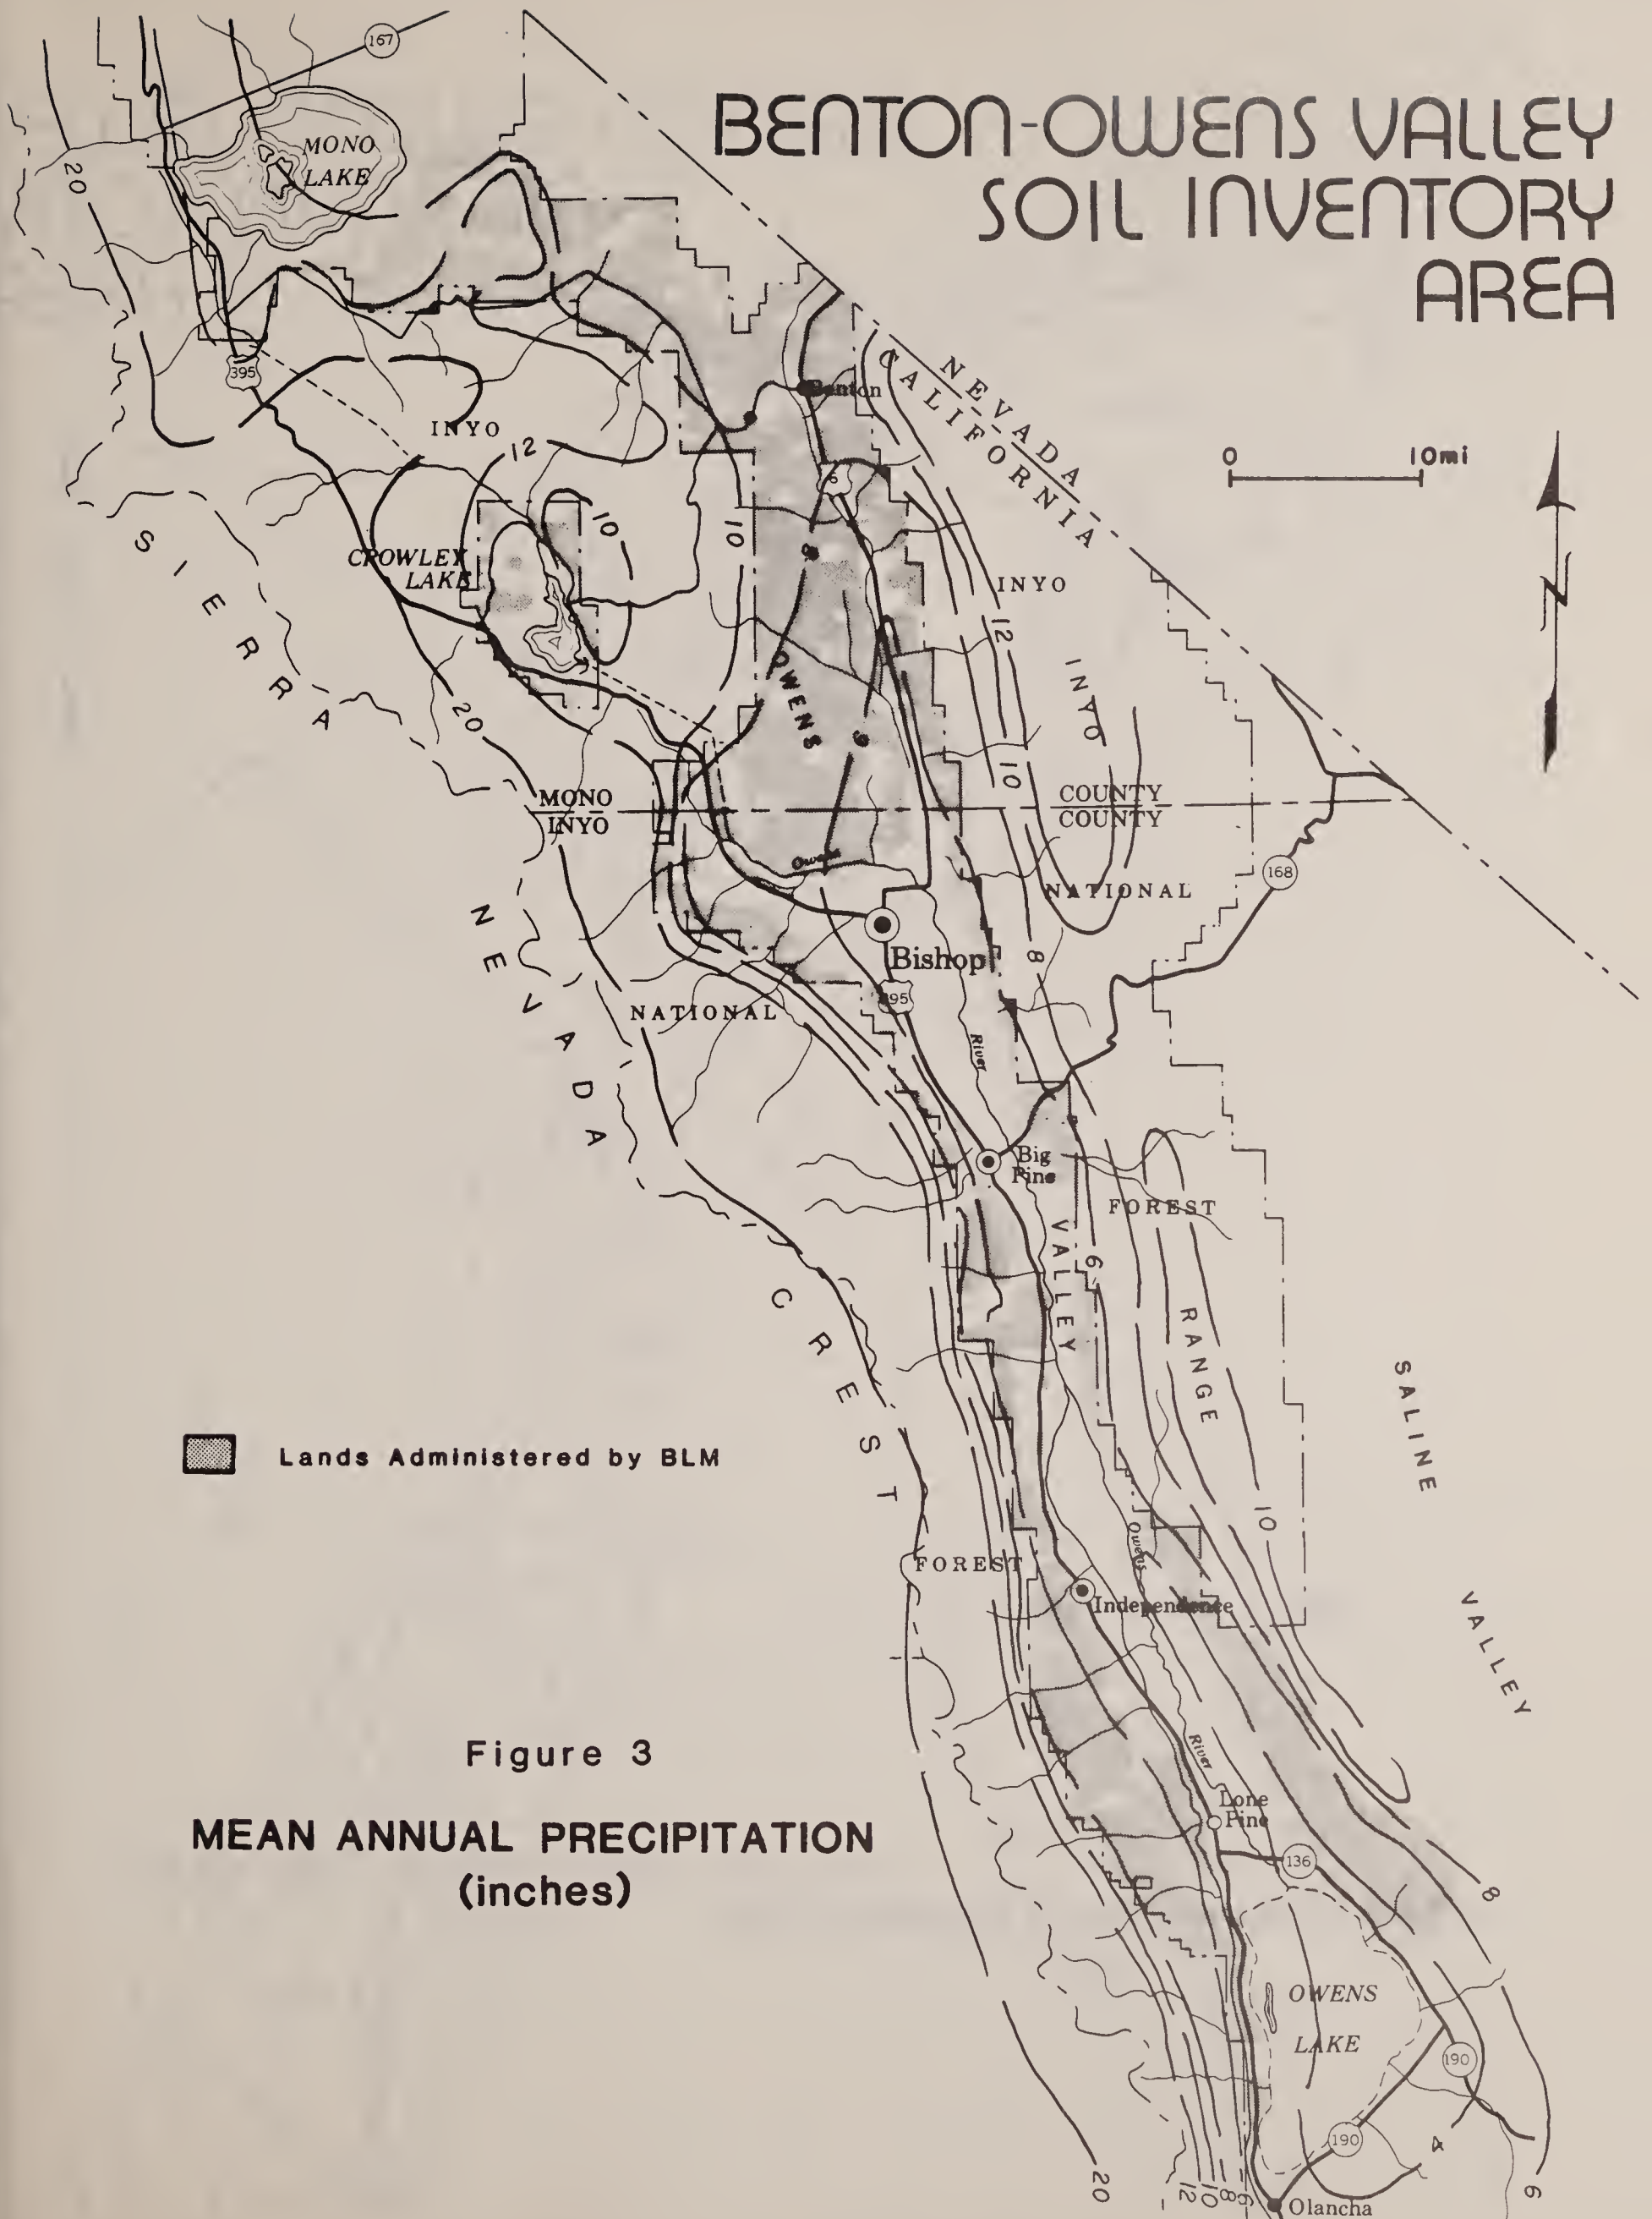 167
BENTON-OWENS VALLEY
SOIL INVENTORY
AREA
MONO
LAKE
20
395
Benton
NEVADA
CALIFORNIA
INYO
12
0 10mi
6
10
10
8
CROWLEY
LAKE
INYO
12
SIERRA
INYO
OWENS
20
6
10
MONO
INYO
COUNTY
COUNTY
Owens
168
NATIONAL
NEVADA
Bishop
8
395
NATIONAL
River
Big
Pine
FOREST
VALLEY
6
CREST
RANGE
SALINE
Lands Administered by BLM
10
Owens
FOREST
Independence
VALLEY
Figure 3
River
Lone
Pine
MEAN ANNUAL PRECIPITATION
(inches)
136
8
OWENS
LAKE
190
190
4
20
12
10
8
6
6
Olancha